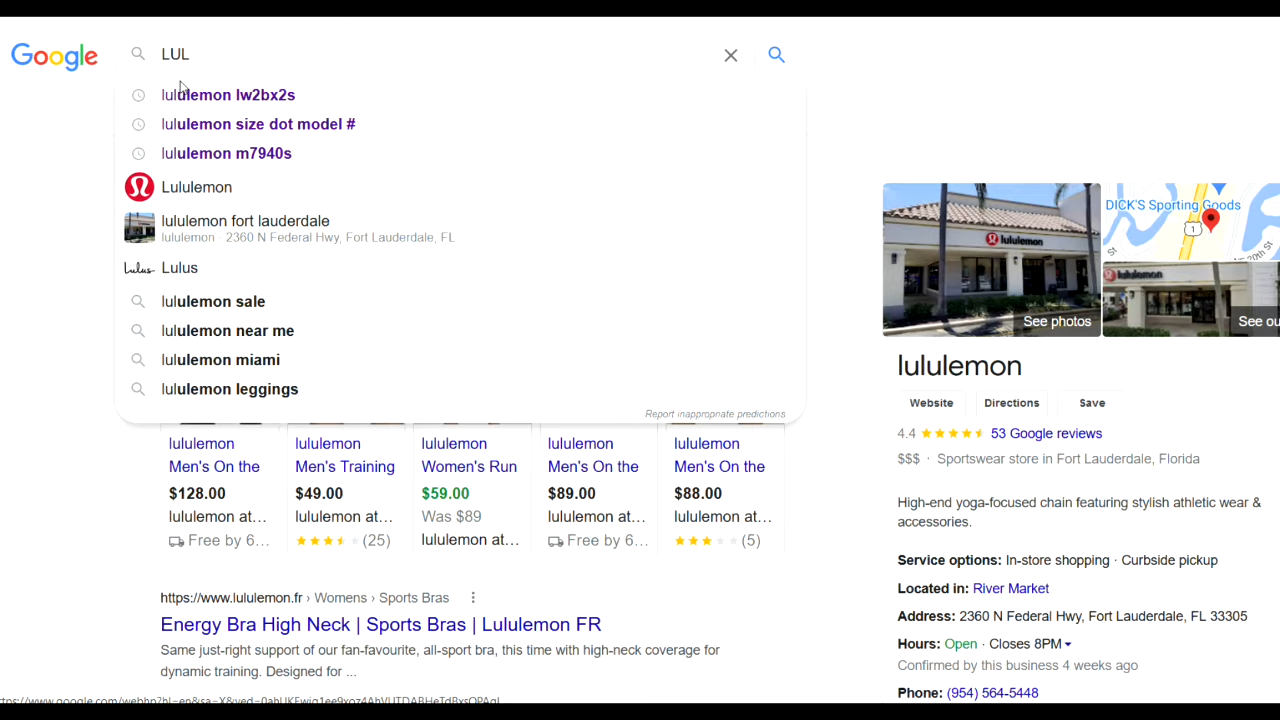 Google
LUL
lululemon lw2bx2s
lululemon size dot model #
lululemon m7940s
Lululemon
lululemon fort lauderdale
lululemon · 2360 N Federal Hwy, Fort Lauderdale, FL
Lulus Lulus
lululemon sale
lululemon near me
lululemon miami
lululemon leggings
Report inappropriate predictions
lululemon lululemon lululemon lululemon lululemon
Men's On the Men's Training Women's Run Men's On the Men's On the
$128.00 $49.00 $59.00 $89.00 $88.00
lululemon at... lululemon at... Was $89 lululemon at... lululemon at...
Free by 6... (25) lululemon at... Free by 6... (5)
https://www.lululemon.fr › Womens › Sports Bras
Energy Bra High Neck | Sports Bras | Lululemon FR
Same just-right support of our fan-favourite, all-sport bra, this time with high-neck coverage for
dynamic training. Designed for ...
lululemon
See photos
DICK'S Sporting Goods
1
St
lululemon
See ou
lululemon
Website Directions Save
4.4 53 Google reviews
$$$ · Sportswear store in Fort Lauderdale, Florida
High-end yoga-focused chain featuring stylish athletic wear &
accessories.
Service options: In-store shopping · Curbside pickup
Located in: River Market
Address: 2360 N Federal Hwy, Fort Lauderdale, FL 33305
Hours: Open · Closes 8PM
Confirmed by this business 4 weeks ago
Phone: (954) 564-5448